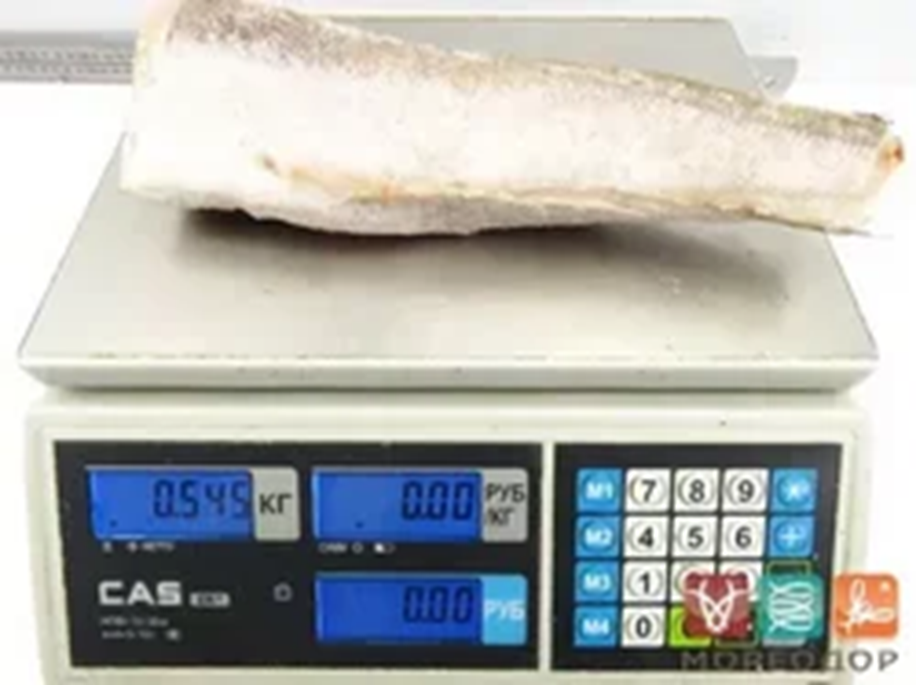 0.545 КГ 0.00 РУБ/КГ
CAS
0.00 РУБ
M1 7 8 9 *
M2 4 5 6 +
M3 1
M4 0
МОРЕОДОР